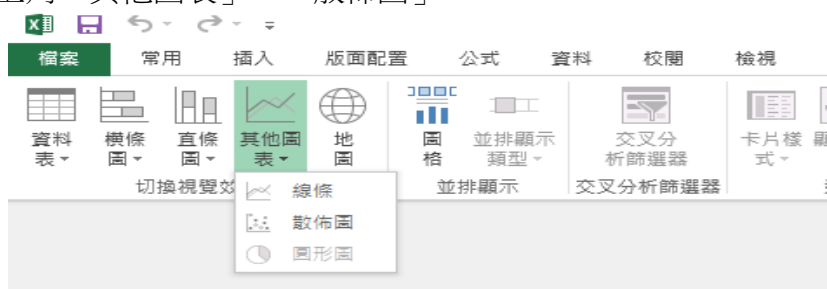 其他圖表」 「散佈圖」
檔案 常用 插入 版面配置 公式 資料 校閱 檢視
資料表 橫條圖 直條圖 其他圖表 地圖 圖格 並排顯示類型 交叉分析篩選器 卡片樣式
切換視覺效 並排顯示 交叉分析篩選器
線條
散佈圖
圓形圖